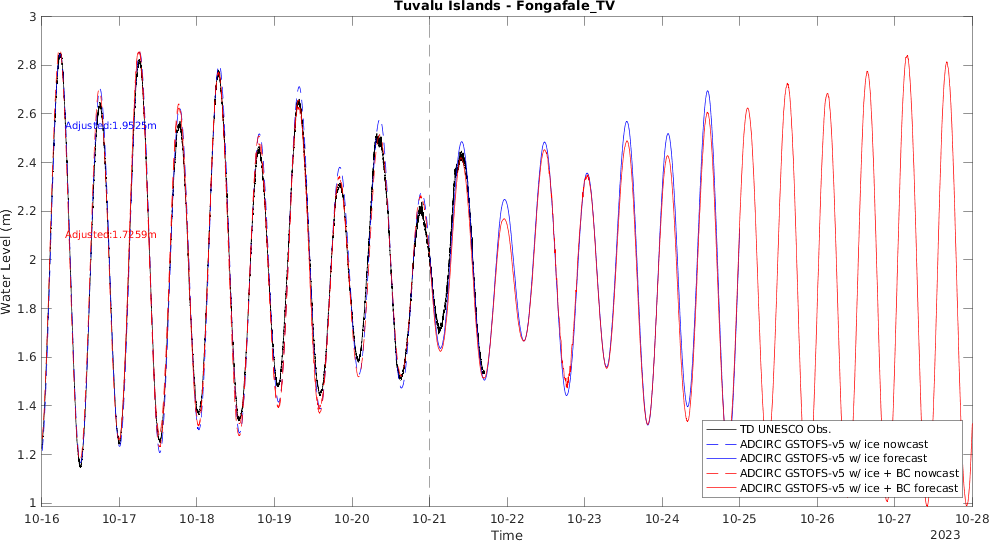 Tuvalu Islands - Fongafale_TV
3
2.8
2.6
2.4
2.2
2
1.8
1.6
1.4
1.2
1
Water Level (m)
Adjusted:1.9525m
Adjusted:1.7259m
TD UNESCO Obs.
ADCIRC GSTOFS-v5 w/ ice nowcast
ADCIRC GSTOFS-v5 w/ ice forecast
ADCIRC GSTOFS-v5 w/ ice + BC nowcast
ADCIRC GSTOFS-v5 w/ ice + BC forecast
10-16 10-17 10-18 10-19 10-20 10-21 10-22 10-23 10-24 10-25 10-26 10-27 10-28
Time
2023